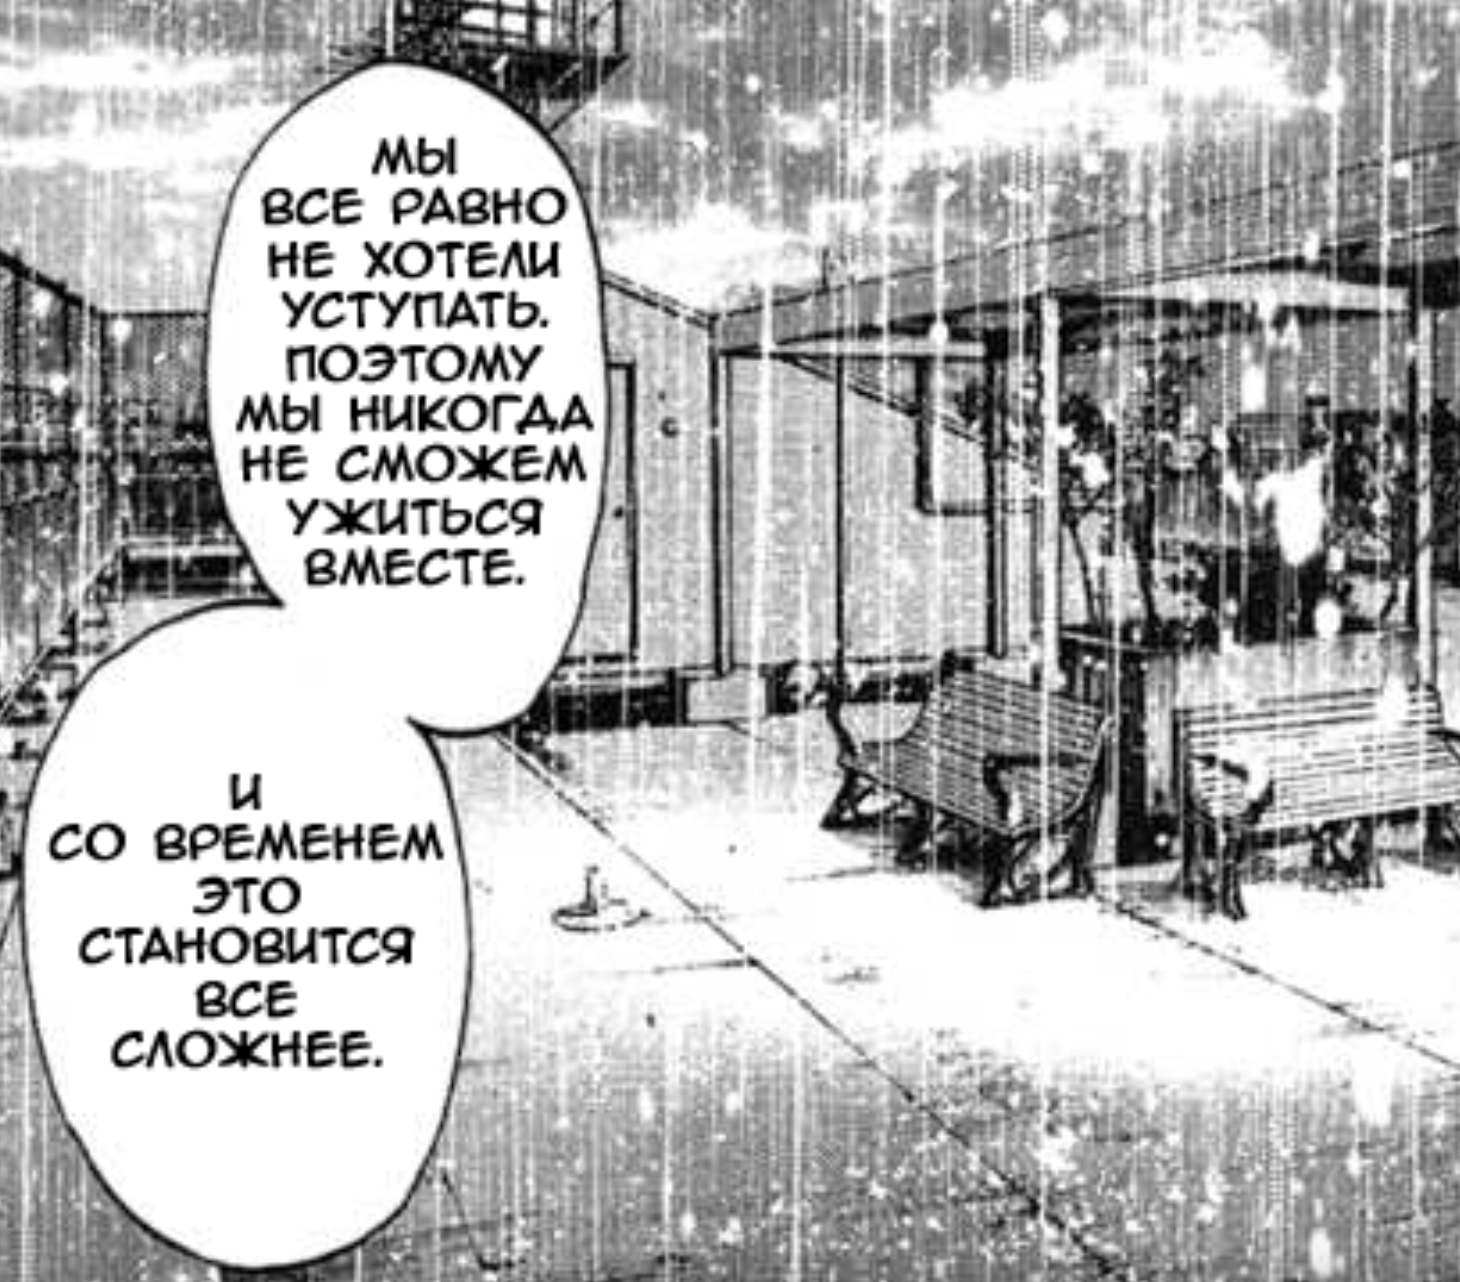 МЫ
ВСЕ РАВНО
НЕ ХОТЕЛИ
УСТУПАТЬ.
ПОЭТОМУ
МЫ НИКОГДА
НЕ СМОЖЕМ
УЖИТЬСЯ
ВМЕСТЕ.
И
СО ВРЕМЕНЕМ
ЭТО
СТАНОВИТСЯ
ВСЕ
СЛОЖНЕЕ.